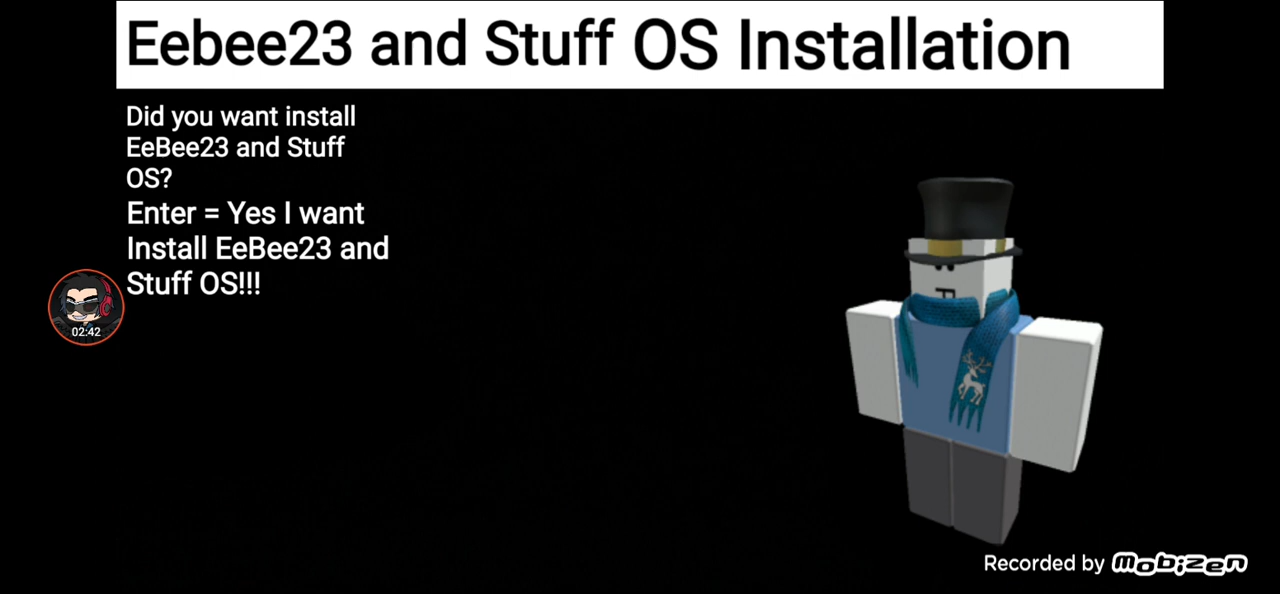 Eebee23 and Stuff OS Installation
Did you want install
EeBee23 and Stuff
OS?
Enter = Yes I want
Install EeBee23 and
Stuff OS!!!
02:42
Recorded by mobizen